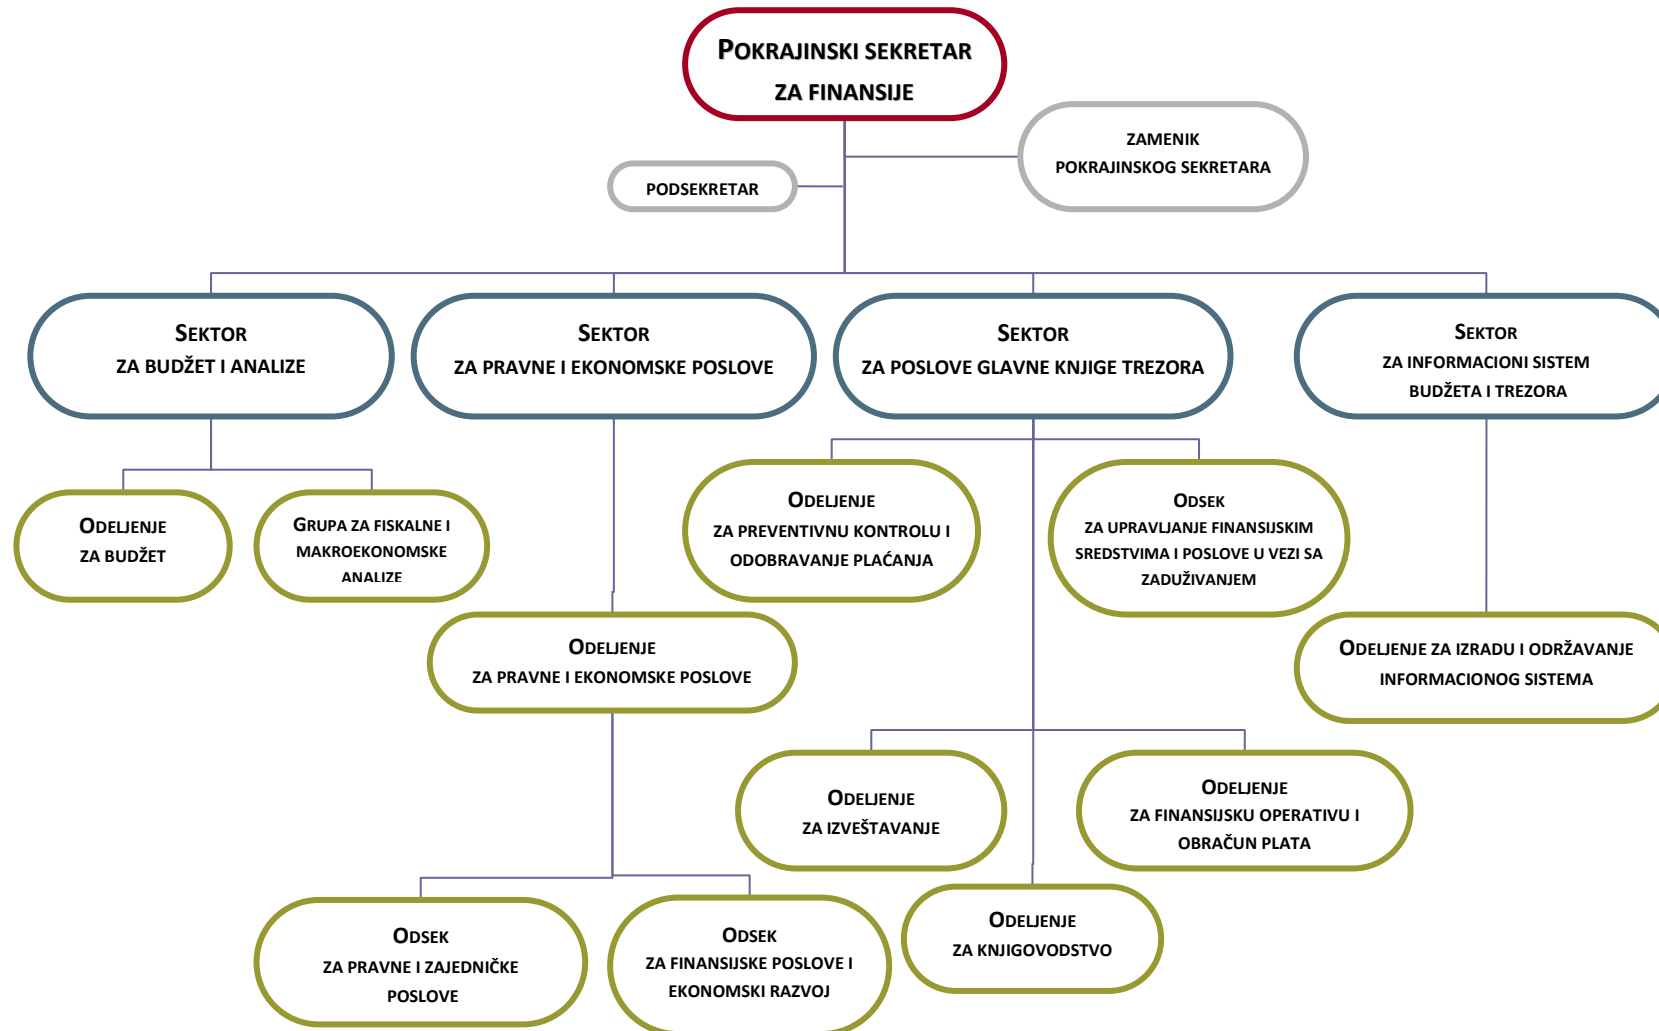 POKRAJINSKI SEKRETAR
ZA FINANSIJE
ZAMENIK
POKRAJINSKOG SEKRETARA
PODSEKRETAR
SEKTOR
ZA BUDŽET I ANALIZE
SEKTOR
ZA PRAVNE I EKONOMSKE POSLOVE
SEKTOR
ZA POSLOVE GLAVNE KNJIGE TREZORA
SEKTOR
ZA INFORMACIONI SISTEM
BUDŽETA I TREZORA
ODELJENJE
ZA BUDŽET
GRUPA ZA FISKALNE I
MAKROEKONOMSKE
ANALIZE
ODELJENJE
ZA PREVENTIVNU KONTROLU I
ODOBRAVANJE PLAĆANJA
ODSEK
ZA UPRAVLJANJE FINANSIJSKIM
SREDSTVIMA I POSLOVE U VEZI SA
ZADUŽIVANJEM
ODELJENJE
ZA PRAVNE I EKONOMSKE POSLOVE
ODELJENJE ZA IZRADU I ODRŽAVANJE
INFORMACIONOG SISTEMA
ODELJENJE
ZA IZVEŠTAVANJE
ODELJENJE
ZA FINANSIJSKU OPERATIVU I
OBRAČUN PLATA
ODSEK
ZA PRAVNE I ZAJEDNIČKE
POSLOVE
ODSEK
ZA FINANSIJSKE POSLOVE I
EKONOMSKI RAZVOJ
ODELJENJE
ZA KNJIGOVODSTVO